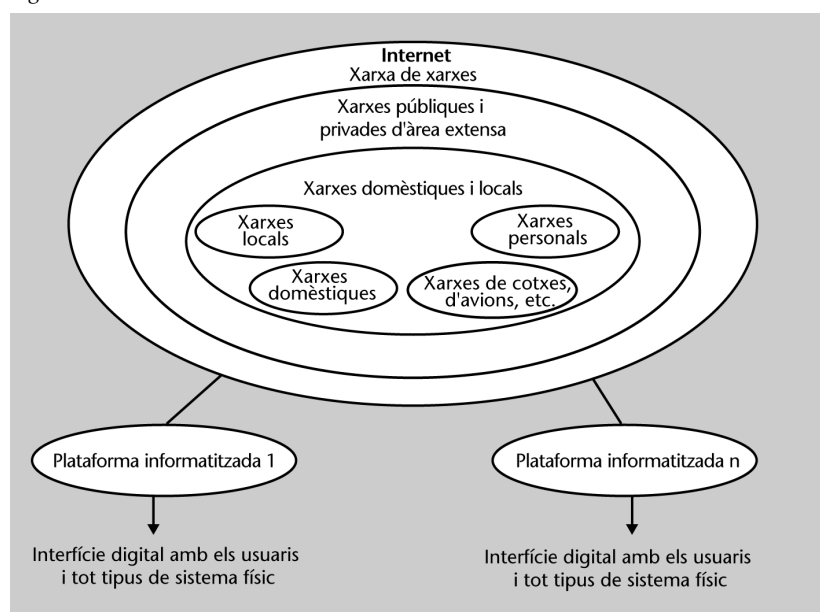 Internet
Xarxa de xarxes
Xarxes públiques i
privades d'àrea extensa
Xarxes domèstiques i locals
Xarxes
locals
Xarxes
personals
Xarxes
domèstiques
Xarxes de cotxes,
d'avions, etc.
Plataforma informatitzada 1
Plataforma informatitzada n
Interfície digital amb els usuaris
i tot tipus de sistema físic
Interfície digital amb els usuaris
i tot tipus de sistema físic